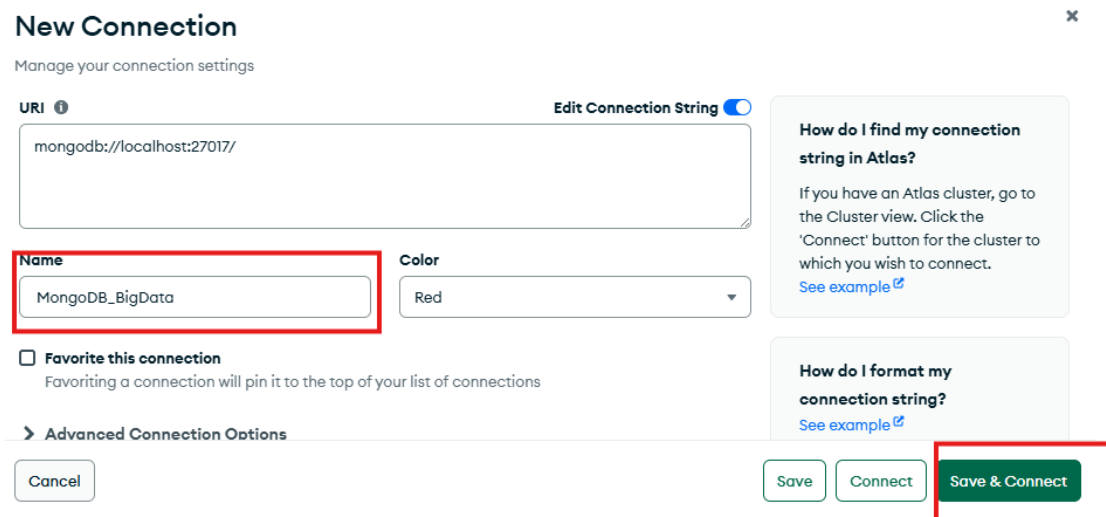 New Connection
Manage your connection settings
URI
Edit Connection String
mongodb://localhost:27017/
Name
Color
MongoDB_BigData
Red
Favorite this connection
Favoriting a connection will pin it to the top of your list of connections
Advanced Connection Options
How do I find my connection
string in Atlas?
If you have an Atlas cluster, go to
the Cluster view. Click the
'Connect' button for the cluster to
which you wish to connect.
See example
How do I format my
connection string?
See example
Cancel
Save
Connect
Save & Connect